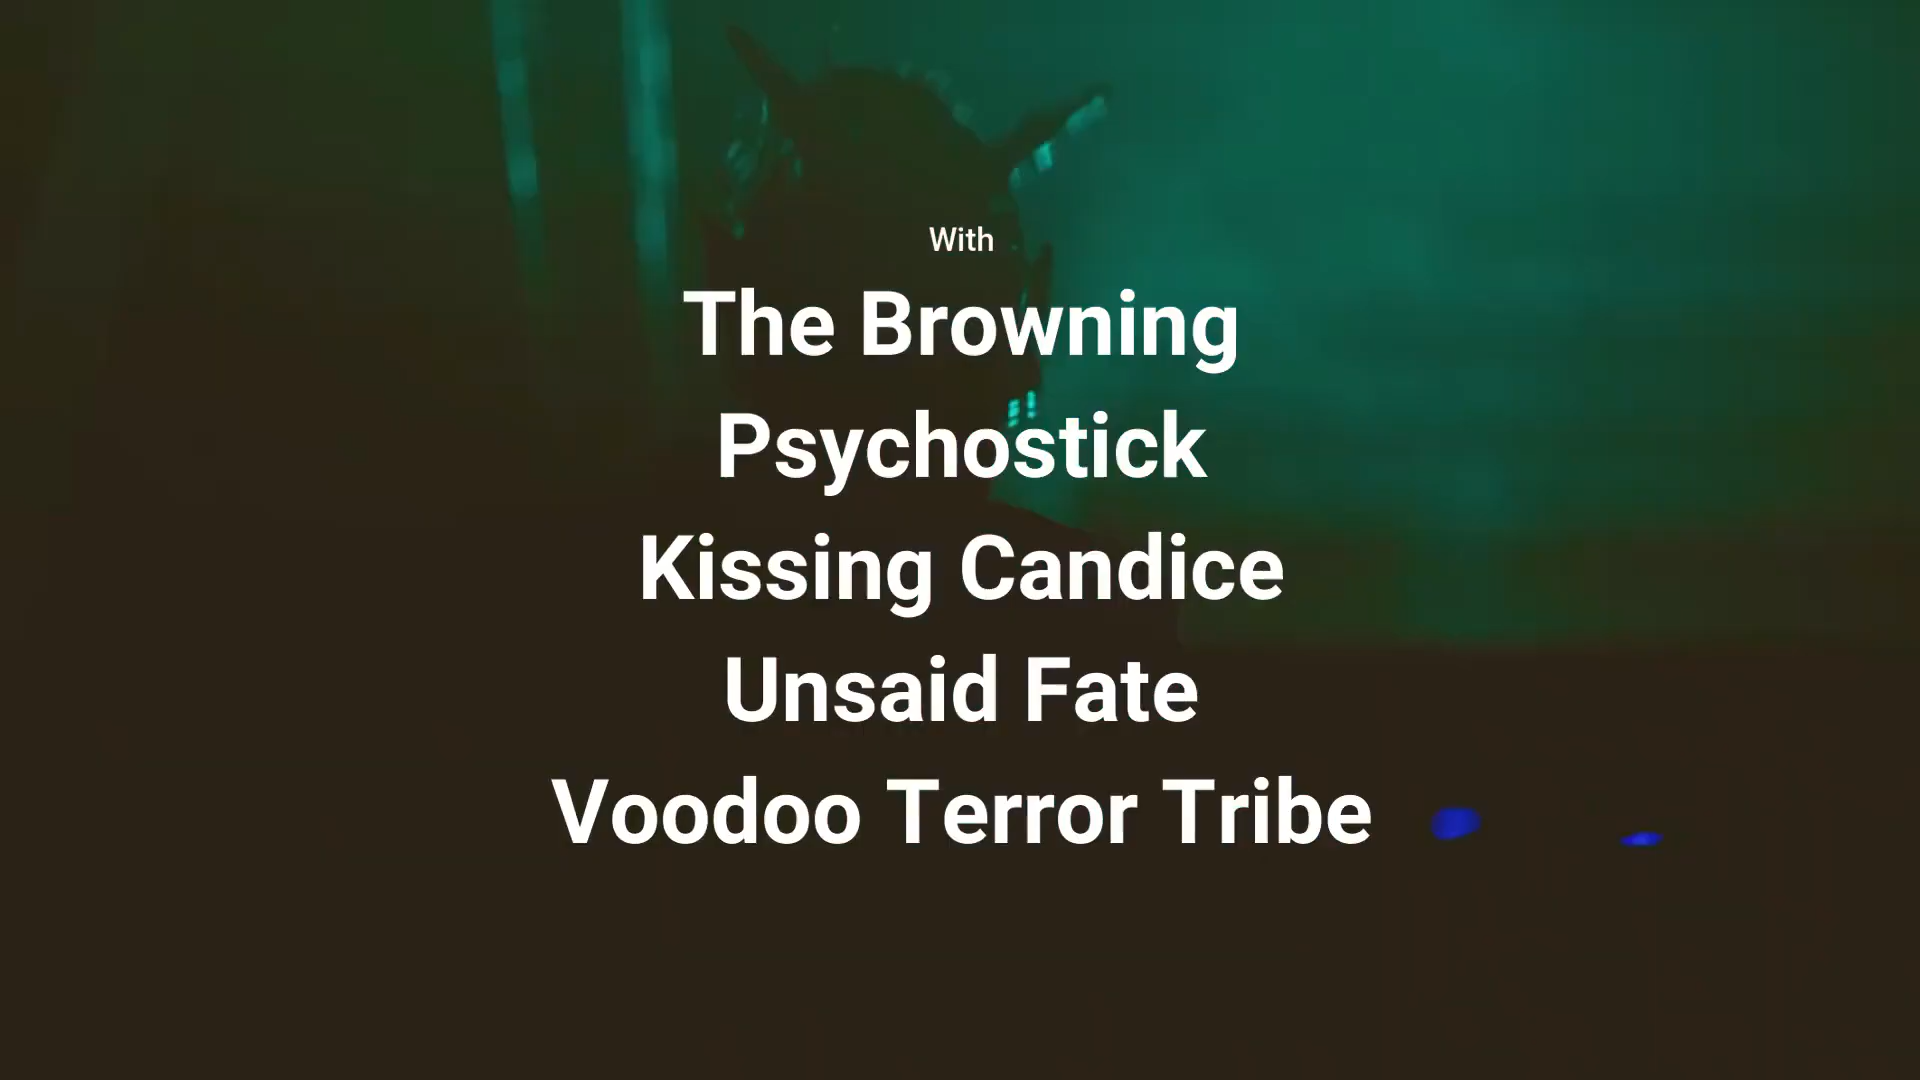 With
The Browning
Psychostick
Kissing Candice
Unsaid Fate
Voodoo Terror Tribe